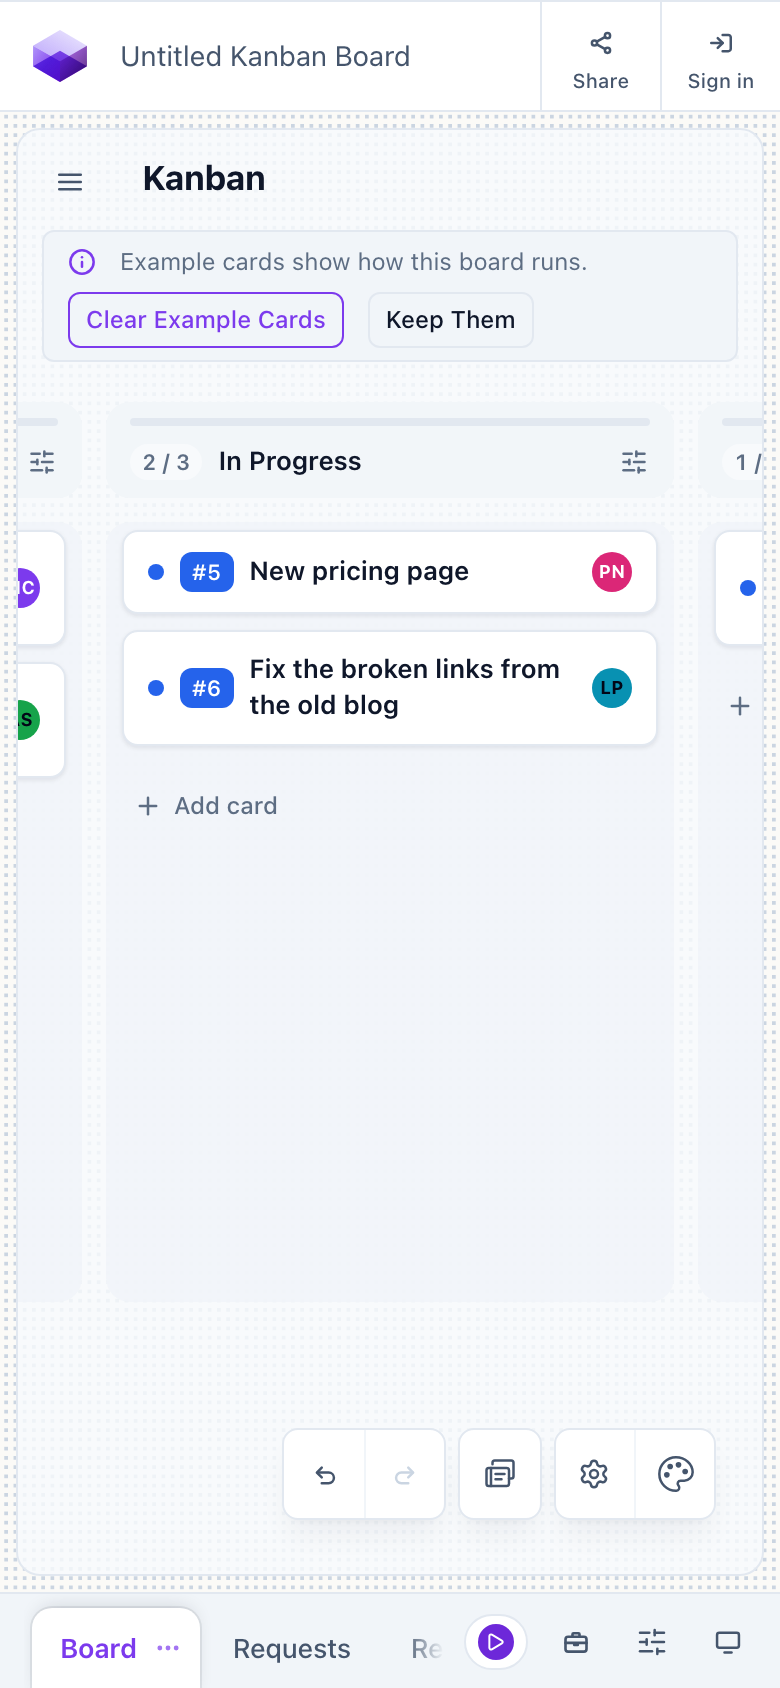 Untitled Kanban Board
Share
Sign in
Kanban
Example cards show how this board runs.
Clear Example Cards
Keep Them
2 / 3
In Progress
1 /
#5
New pricing page
PN
#6
Fix the broken links from
the old blog
LP
C
S
Add card
Board
Requests
Re